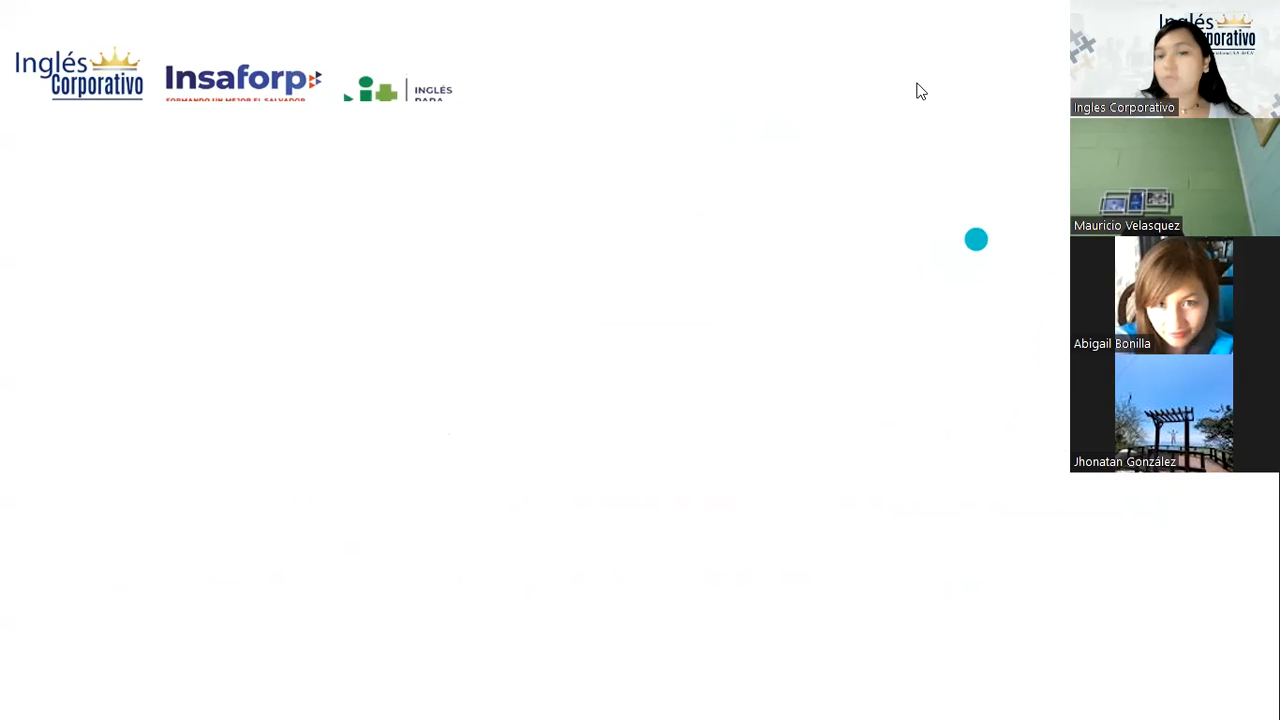 Inglés
Corporativo
Insaforp
FORMANDO UN MEJOR EL SALVADOR
INGLÉS
PARA
Inglés
Corporativo
Ingles Corporativo
Mauricio Velasquez
Abigail Bonilla
Jhonatan González